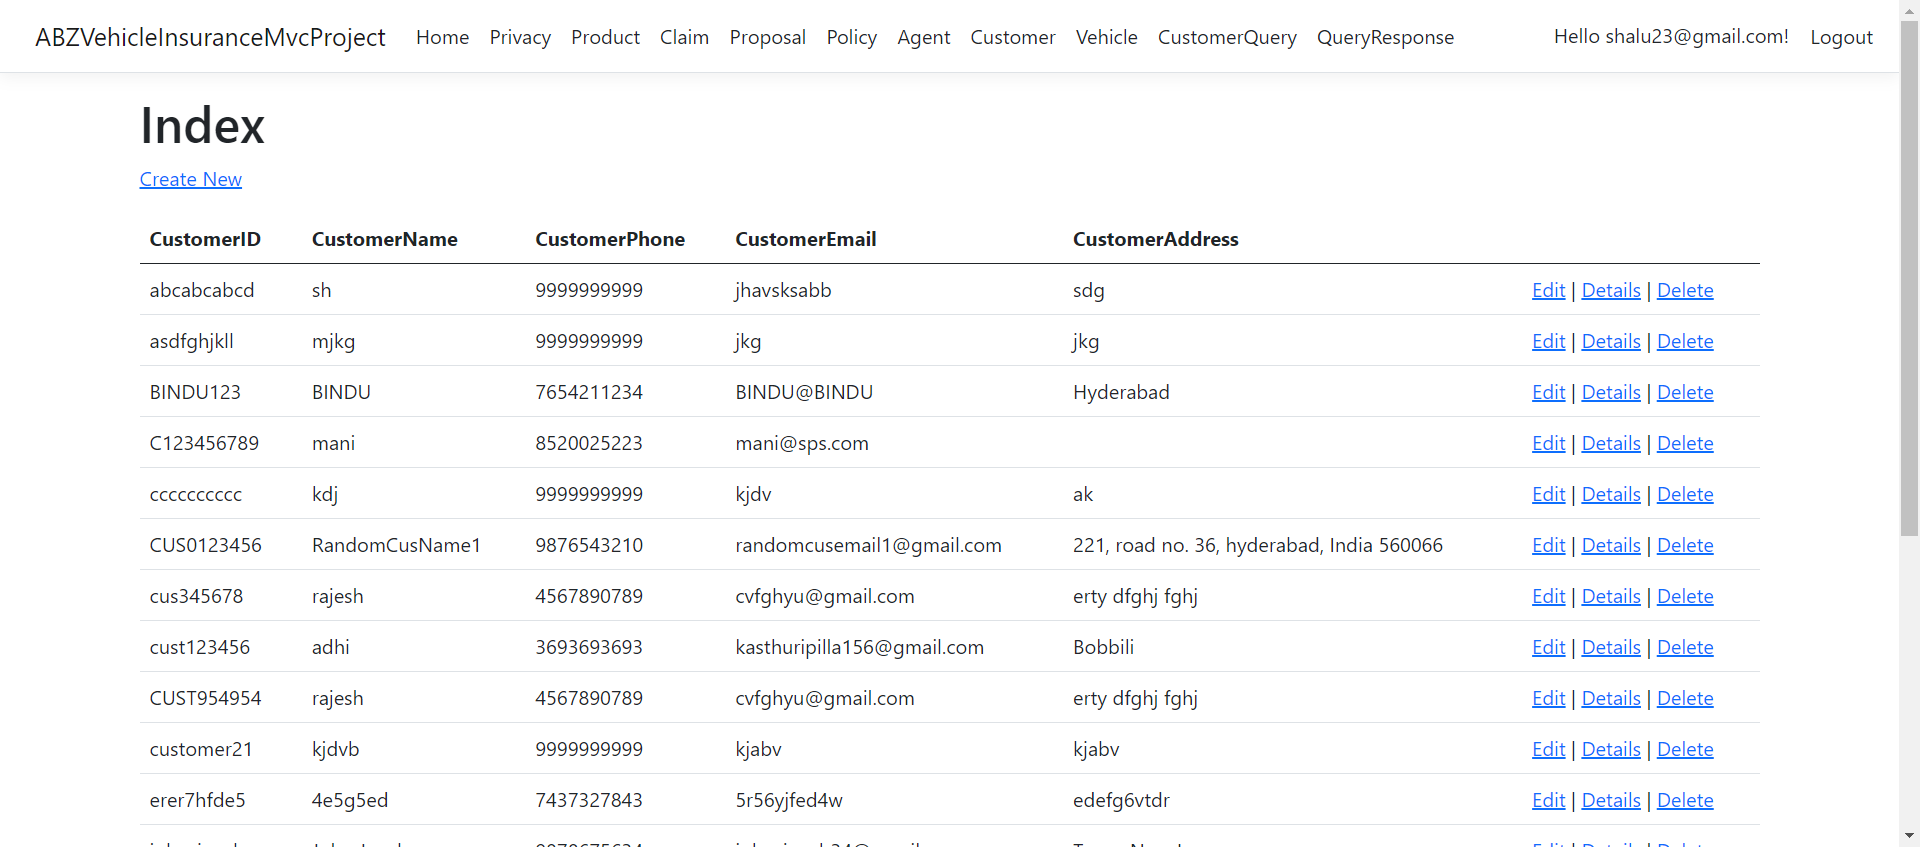 ABZVehicleInsuranceMvcProject Home Privacy Product Claim Proposal Policy Agent Customer Vehicle CustomerQuery QueryResponse Hello shalu23@gmail.com! Logout
Index
Create New
CustomerID CustomerName CustomerPhone CustomerEmail CustomerAddress
abcabcabcd sh 9999999999 jhavsksabb sdg Edit | Details | Delete
asdfghjkll mjkg 9999999999 jkg jkg Edit | Details | Delete
BINDU123 BINDU 7654211234 BINDU@BINDU Hyderabad Edit | Details | Delete
C123456789 mani 8520025223 mani@sps.com Edit | Details | Delete
cccccccccc kdj 9999999999 kjdv ak Edit | Details | Delete
CUS0123456 RandomCusName1 9876543210 randomcusemail1@gmail.com 221, road no. 36, hyderabad, India 560066 Edit | Details | Delete
cus345678 rajesh 4567890789 cvfghyu@gmail.com erty dfghj fghj Edit | Details | Delete
cust123456 adhi 3693693693 kasthuripilla156@gmail.com Bobbili Edit | Details | Delete
CUST954954 rajesh 4567890789 cvfghyu@gmail.com erty dfghj fghj Edit | Details | Delete
customer21 kjdvb 9999999999 kjabv kjabv Edit | Details | Delete
erer7hfde5 4e5g5ed 7437327843 5r56yjfed4w edefg6vtdr Edit | Details | Delete
Edit | Details | Delete